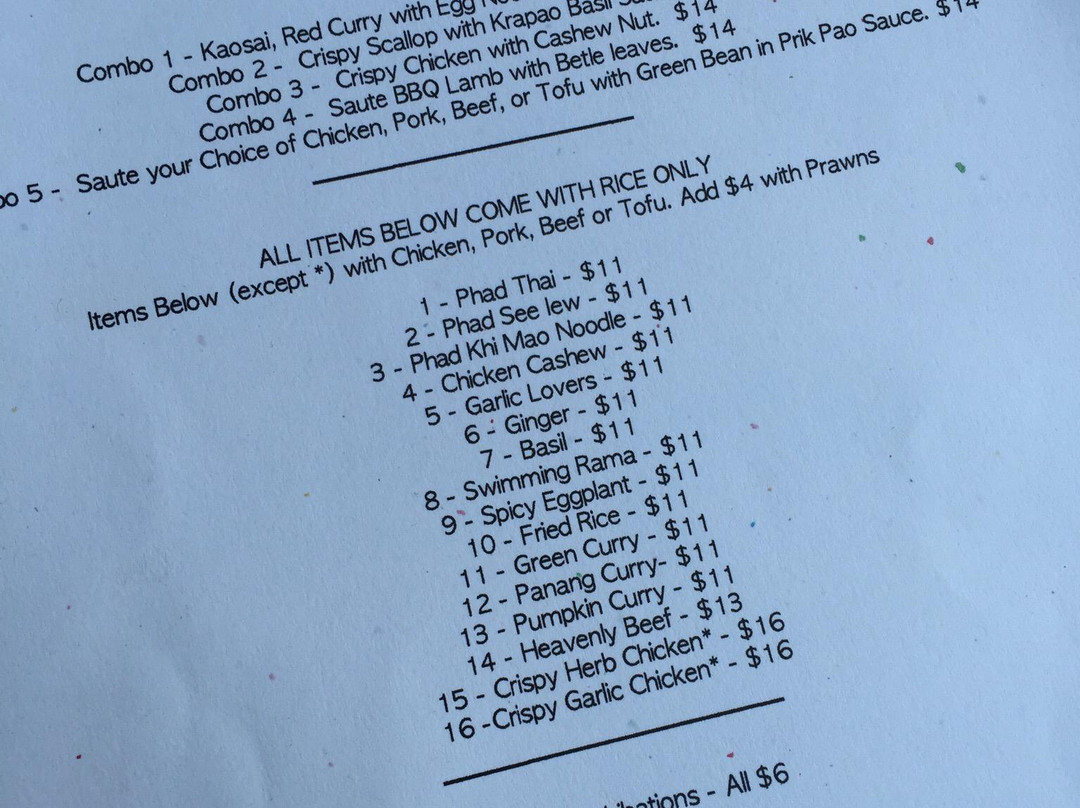 Combo 1 - Kaosai, Red Curry with Egg
Combo 2 - Crispy Scallop with Krapao Basil
Combo 3 - Crispy Chicken with Cashew Nut. $14
Combo 4 - Saute BBQ Lamb with Betle leaves. $14
5 - Saute your Choice of Chicken, Pork, Beef, or Tofu with Green Bean in Prik Pao Sauce. $14
ALL ITEMS BELOW COME WITH RICE ONLY
Items Below (except *) with Chicken, Pork, Beef or Tofu. Add $4 with Prawns
1 - Phad Thai - $11
2 - Phad See Iew - $11
3 - Phad Khi Mao Noodle - $11
4 - Chicken Cashew - $11
5 - Garlic Lovers - $11
6 - Ginger - $11
7 - Basil - $11
8 - Swimming Rama - $11
9 - Spicy Eggplant - $11
10 - Fried Rice - $11
11 - Green Curry - $11
12 - Panang Curry- $11
13 - Pumpkin Curry - $11
14 - Heavenly Beef - $13
15 - Crispy Herb Chicken* - $16
16 -Crispy Garlic Chicken* - $16
- All $6